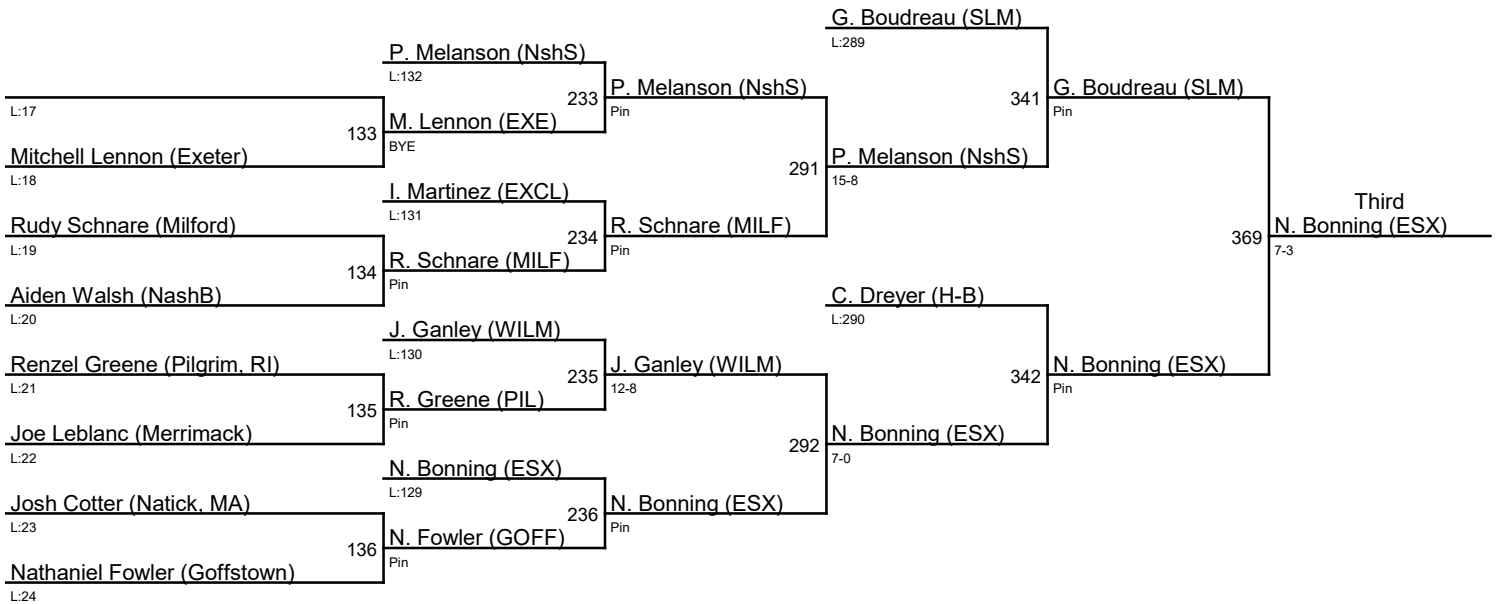 G. Boudreau (SLM)
L:289
P. Melanson (NshS)
L:132
P. Melanson (NshS)
233
Pin
G. Boudreau (SLM)
341
Pin
L:17
M. Lennon (EXE)
133
BYE
Mitchell Lennon (Exeter)
L:18
P. Melanson (NshS)
291
15-8
I. Martinez (EXCL)
L:131
Third
Rudy Schnare (Milford)
L:19
R. Schnare (MILF)
234
Pin
N. Bonning (ESX)
369
7-3
R. Schnare (MILF)
134
Pin
Aiden Walsh (NashB)
L:20
C. Dreyer (H-B)
L:290
J. Ganley (WILM)
L:130
Renzel Greene (Pilgrim, RI)
L:21
J. Ganley (WILM)
235
12-8
N. Bonning (ESX)
342
Pin
R. Greene (PIL)
135
Pin
Joe Leblanc (Merrimack)
L:22
N. Bonning (ESX)
292
7-0
N. Bonning (ESX)
L:129
Josh Cotter (Natick, MA)
L:23
N. Bonning (ESX)
236
Pin
N. Fowler (GOFF)
136
Pin
Nathaniel Fowler (Goffstown)
L:24